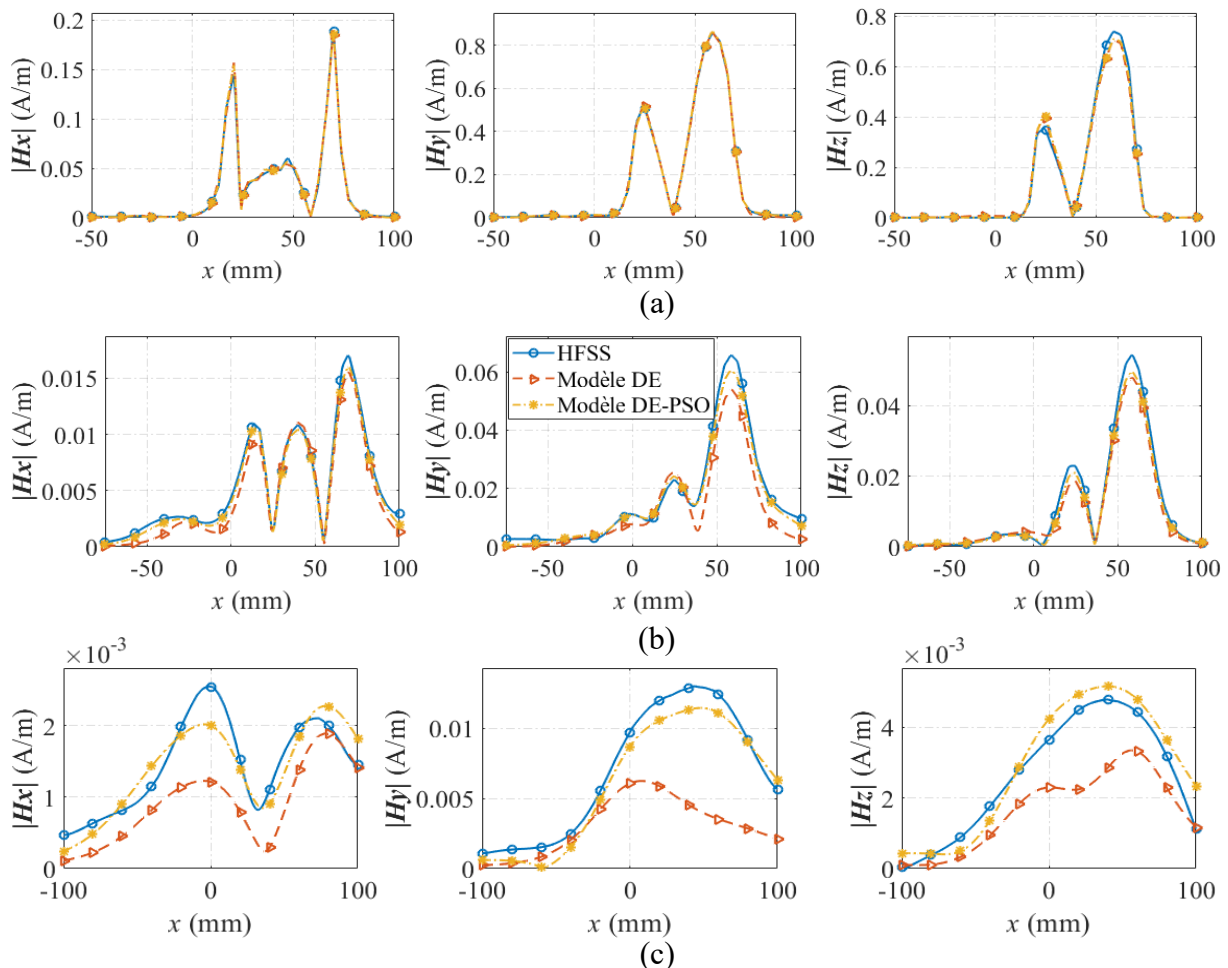 0.2
0.15
0.1
0.05
0
|Hx| (A/m)
-50 0 50 100
x (mm)
0.8
0.6
0.4
0.2
0
|Hy| (A/m)
-50 0 50 100
x (mm)
0.8
0.6
0.4
0.2
0
|Hz| (A/m)
-50 0 50 100
x (mm)
(a)
0.015
0.01
0.005
0
|Hx| (A/m)
-50 0 50 100
x (mm)
HFSS
Modèle DE
Modèle DE-PSO
0.06
0.04
0.02
0
|Hy| (A/m)
-50 0 50 100
x (mm)
0.04
0.02
0
|Hz| (A/m)
-50 0 50 100
x (mm)
(b)
×10-3
2
1
0
|Hx| (A/m)
-100 0 100
x (mm)
0.01
0.005
0
|Hy| (A/m)
-100 0 100
x (mm)
×10-3
4
2
0
|Hz| (A/m)
-100 0 100
x (mm)
(c)